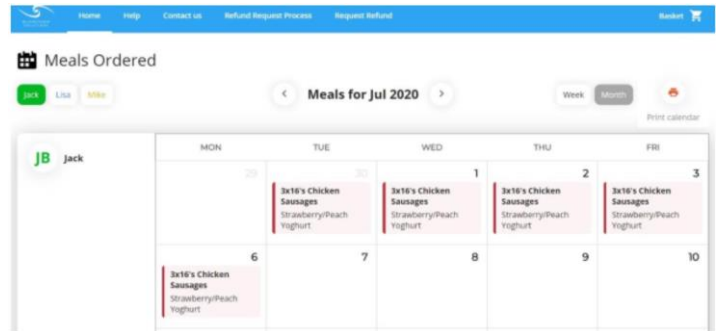 Home Help Contact us Refund Request Process Request Refund Basket
Meals Ordered
Jack Lisa Mike
Meals for Jul 2020
Week Month
Print calendar
JB Jack
MON TUE WED THU FRI
29 30 1 2 3
3x16's Chicken
Sausages
Strawberry/Peach
Yoghurt
3x16's Chicken
Sausages
Strawberry/Peach
Yoghurt
3x16's Chicken
Sausages
Strawberry/Peach
Yoghurt
3x16's Chicken
Sausages
Strawberry/Peach
Yoghurt
6 7 8 9 10
3x16's Chicken
Sausages
Strawberry/Peach
Yoghurt